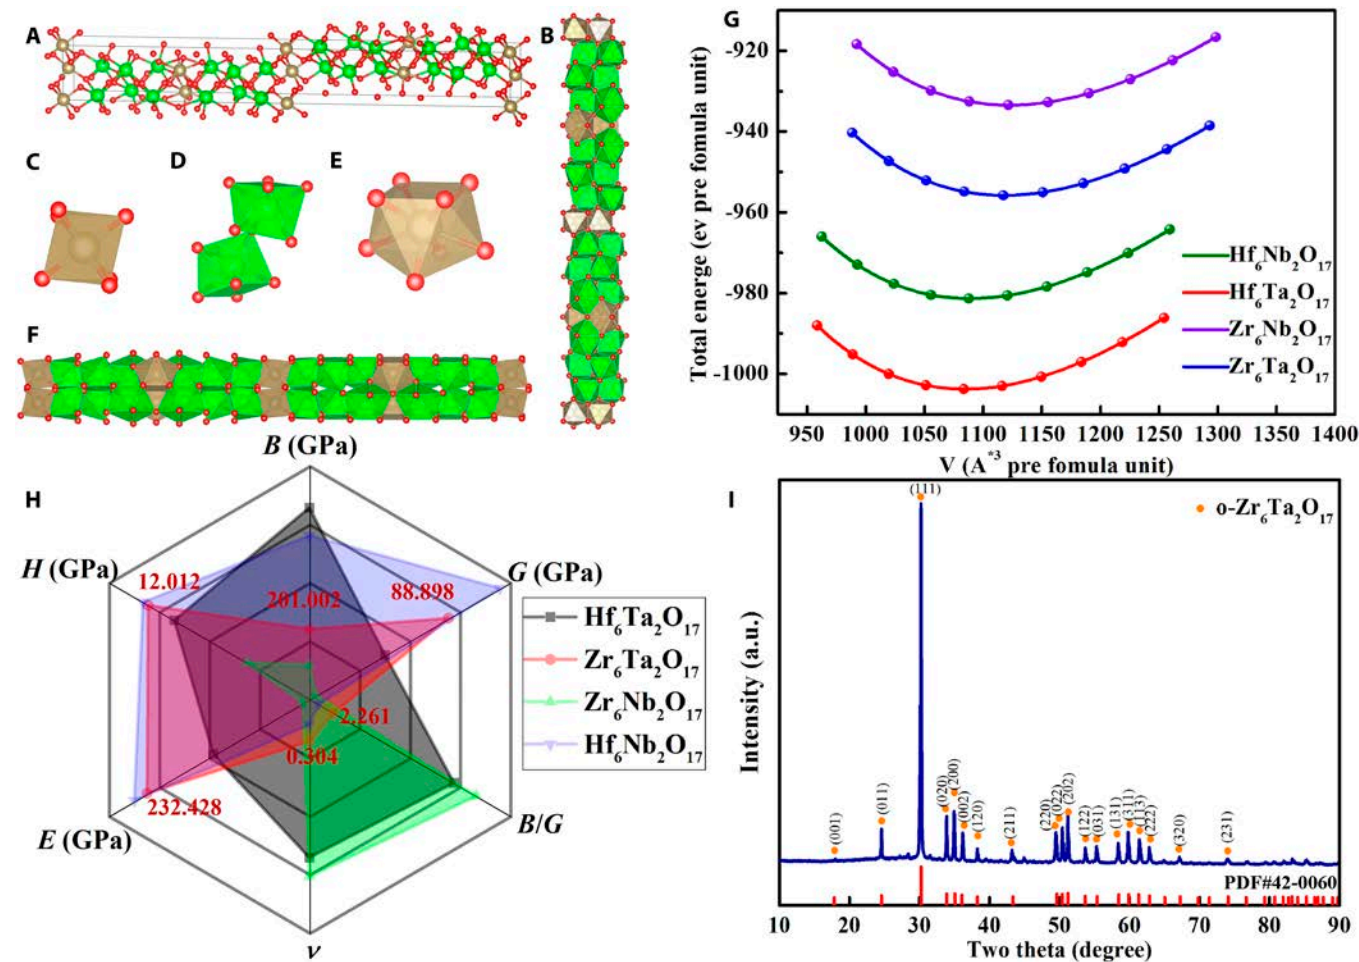 A
B
C
D
E
F
G
-920
-940
-960
-980
-1000
Total energy (ev pre fomula unit)
950 1000 1050 1100 1150 1200 1250 1300 1350 1400
V (A*3 pre fomula unit)
Hf6Nb2O17
Hf6Ta2O17
Zr6Nb2O17
Zr6Ta2O17
H
B (GPa)
H (GPa)
G (GPa)
12.012
201.002
88.898
2.261
0.304
232.428
E (GPa)
B/G
ν
Hf6Ta2O17
Zr6Ta2O17
Zr6Nb2O17
Hf6Nb2O17
I
o-Zr6Ta2O17
Intensity (a.u.)
(001)
(011)
(111)
(020)
(200)
(002)
(120)
(211)
(220)
(022)
(202)
(122)
(031)
(131)
(311)
(113)
(222)
(320)
(231)
PDF#42-0060
10 20 30 40 50 60 70 80 90
Two theta (degree)